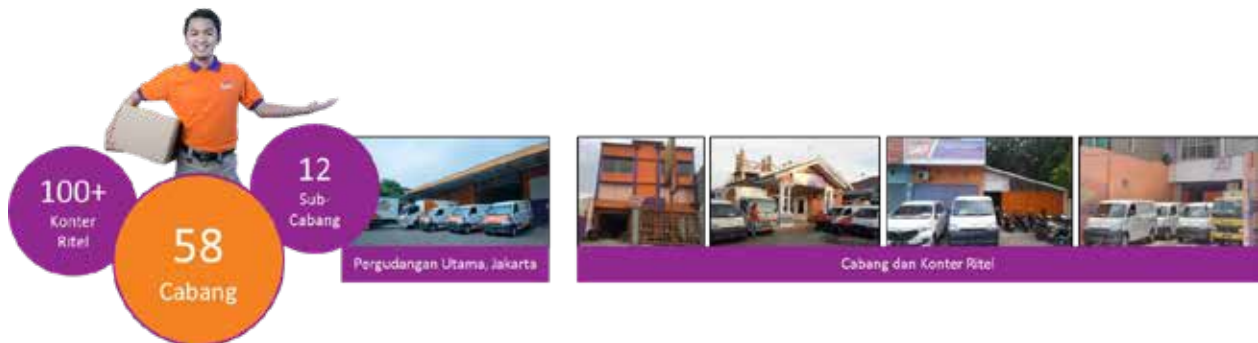 100+
Konter
Ritel
58
Cabang
12
Sub-
Cabang
Pergudangan Utama, Jakarta
Cabang dan Konter Ritel